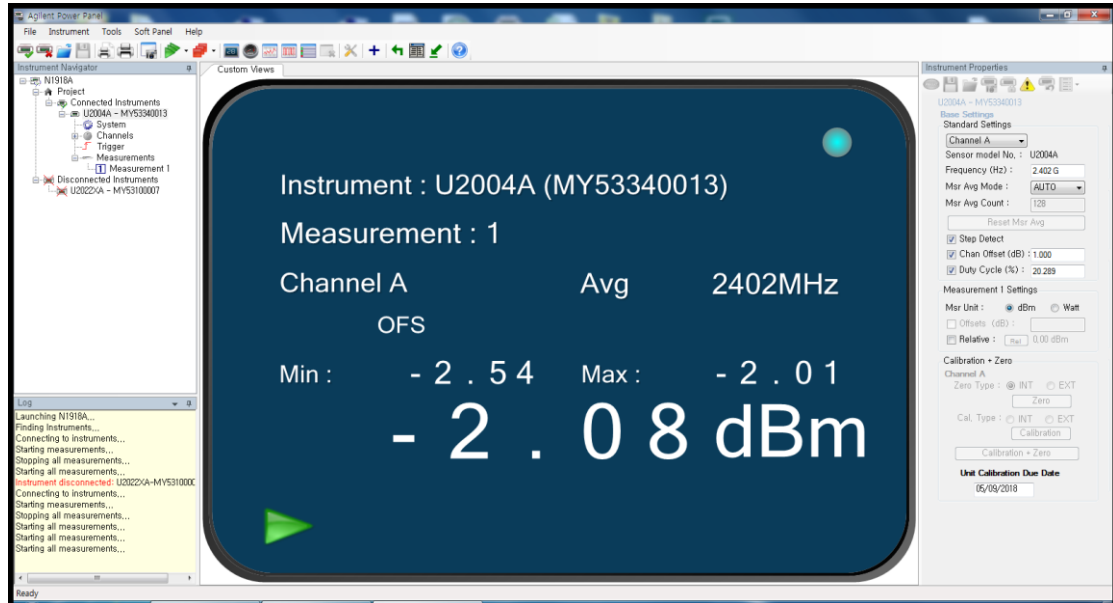 Agilent Power Panel
File Instrument Tools Soft Panel Help
Instrument Navigator
N1918A
Project
Connected Instruments
U2004A - MY53340013
System
Channels
Trigger
Measurements
1 Measurement 1
Disconnected Instruments
U2022XA - MY53100007
Log
Launching N1918A...
Finding Instruments...
Connecting to instruments...
Starting measurements...
Stopping all measurements...
Starting all measurements...
Instrument disconnected: U2022XA-MY531000
Connecting to instruments...
Starting measurements...
Stopping all measurements...
Starting all measurements...
Starting all measurements...
Starting all measurements...
Ready
Custom Views
Instrument : U2004A (MY53340013)
Measurement : 1
Channel A Avg 2402MHz
OFS
Min : -2.54 Max : -2.01
-2.08 dBm
Instrument Properties
U2004A - MY53340013
Base Settings
Standard Settings
Channel A
Sensor model No. : U2004A
Frequency (Hz) : 2.402 G
Msr Avg Mode : AUTO
Msr Avg Count : 128
Reset Msr Avg
Step Detect
Chan Offset (dB) : 1.000
Duty Cycle (%) : 20.289
Measurement 1 Settings
Msr Unit : dBm Watt
Offsets (dB) :
Relative : Rel 0.00 dBm
Calibration + Zero
Channel A
Zero Type : INT EXT
Zero
Cal. Type : INT EXT
Calibration
Calibration + Zero
Unit Calibration Due Date
05/09/2018